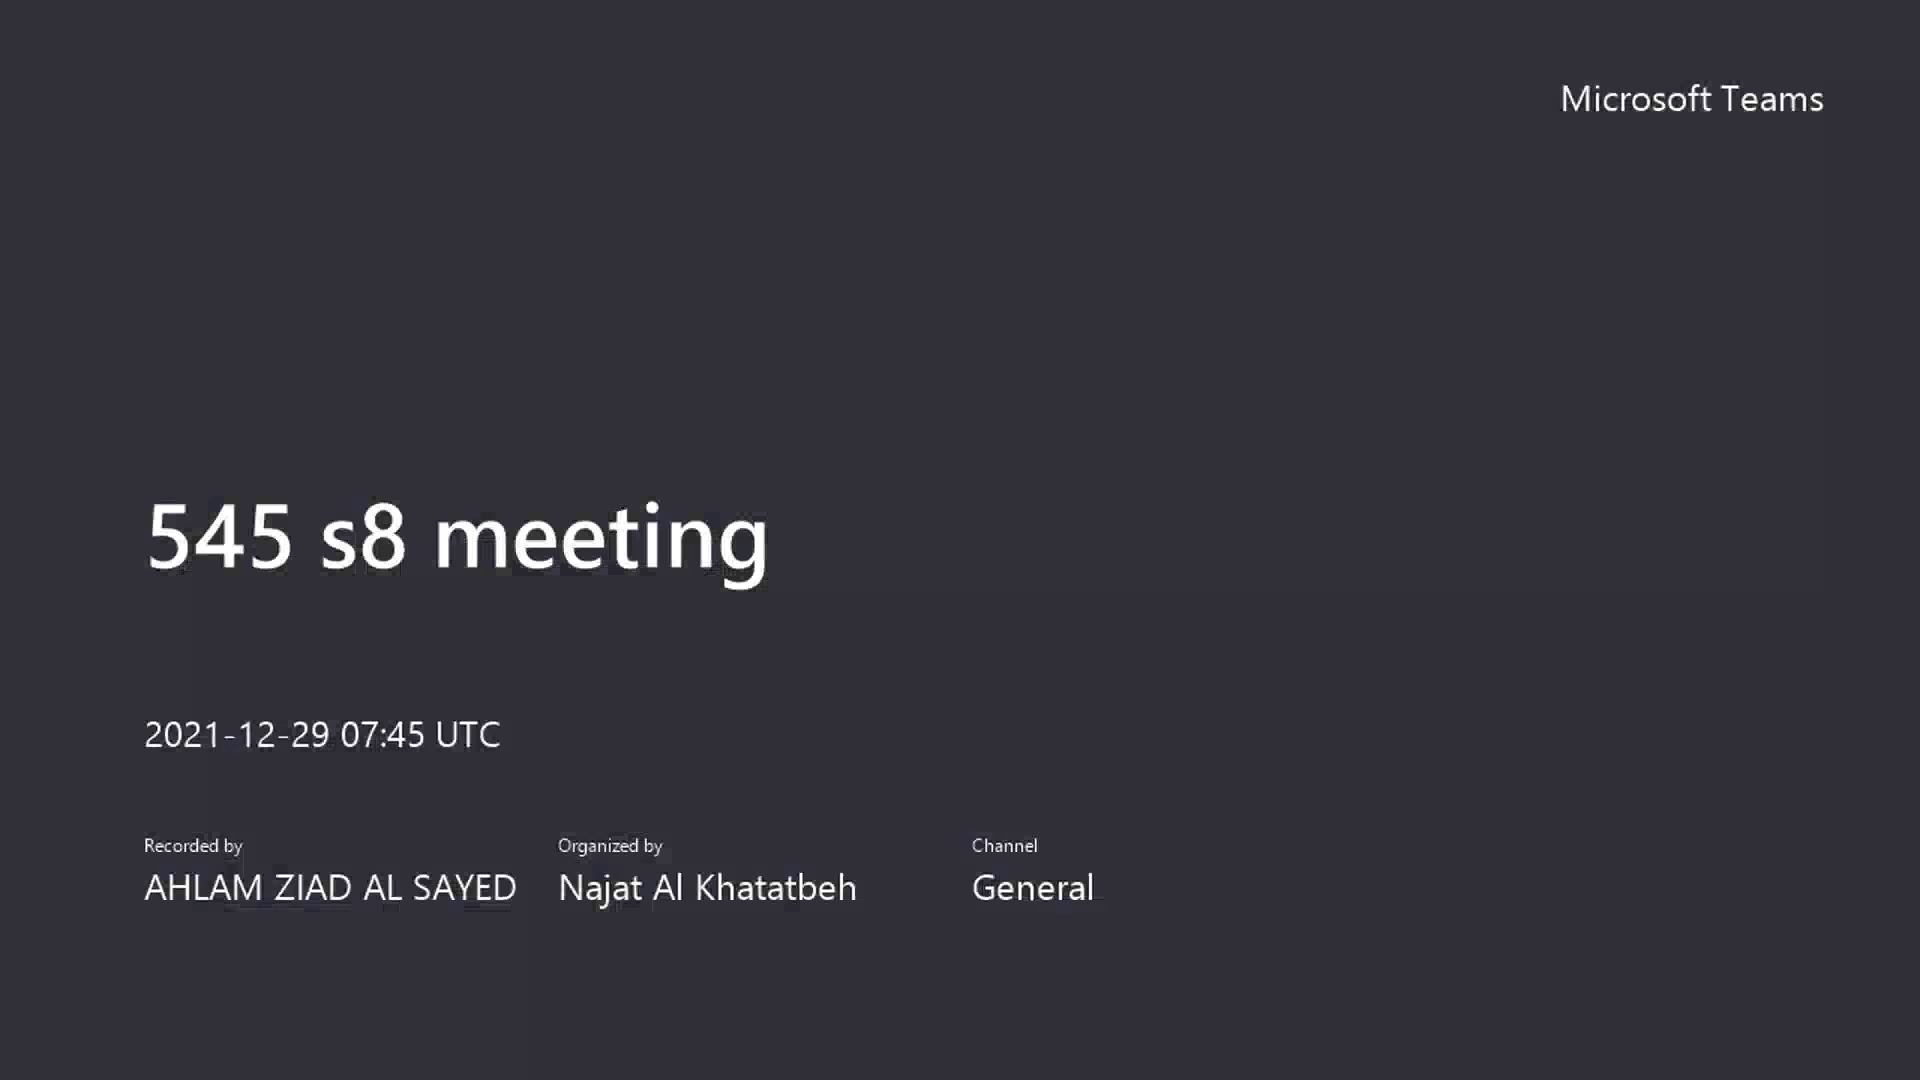 Microsoft Teams
545 s8 meeting
2021-12-29 07:45 UTC
Recorded by
AHLAM ZIAD AL SAYED
Organized by
Najat Al Khatatbeh
Channel
General